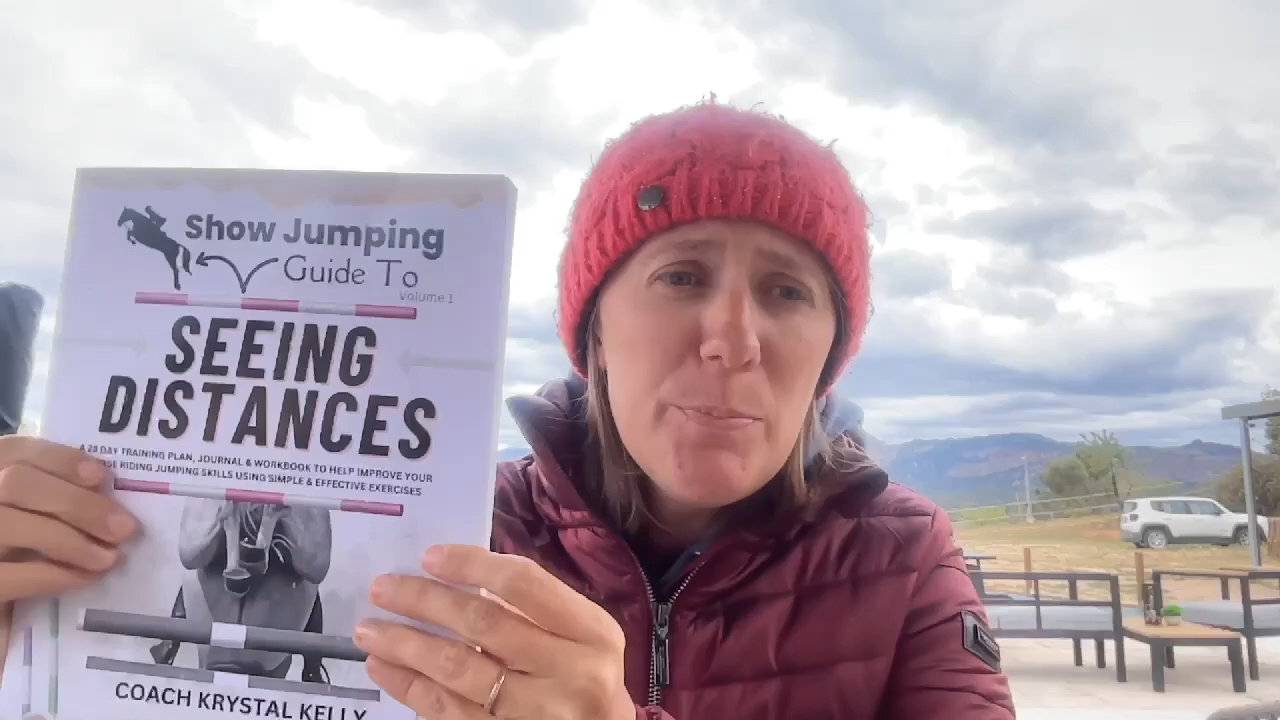 Show Jumping
Guide To
Volume 1
SEEING
DISTANCES
A 28 DAY TRAINING PLAN, JOURNAL & WORKBOOK TO HELP IMPROVE YOUR
RIDING JUMPING SKILLS USING SIMPLE & EFFECTIVE EXERCISES
COACH KRYSTAL KELLY